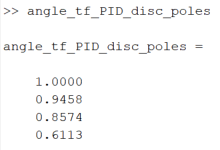 >> angle_tf_PID_disc_poles
angle_tf_PID_disc_poles =
1.0000
0.9458
0.8574
0.6113